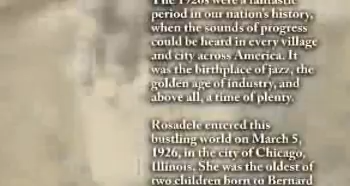 The 1920s were a fantastic
period in our nation's history,
when the sounds of progress
could be heard in every village
and city across America. It
was the birthplace of jazz, the
golden age of industry, and
above all, a time of plenty.

Rosadele entered this
bustling world on March 5,
1926, in the city of Chicago,
Illinois. She was the oldest of
two children born to Bernard